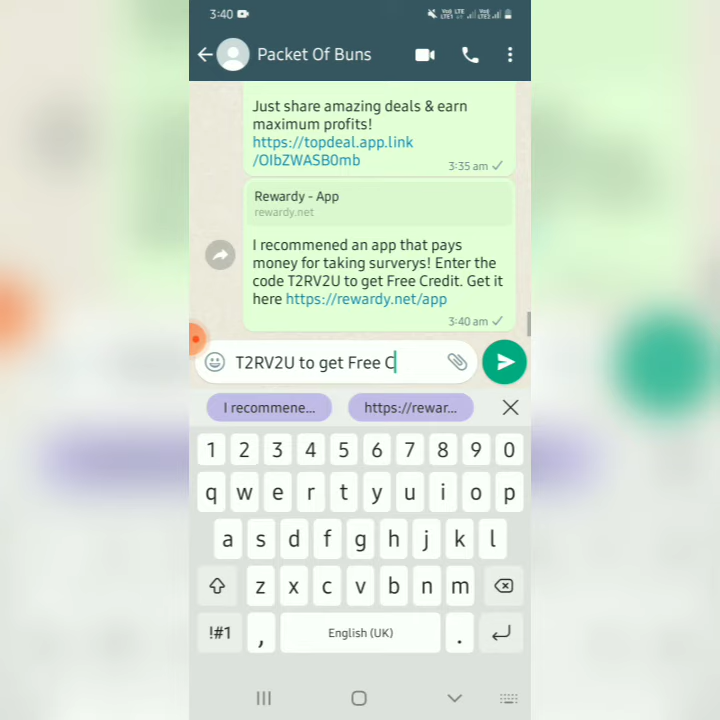 3:40
Packet Of Buns
Just share amazing deals & earn
maximum profits!
https://topdeal.app.link
/OIbZWASB0mb
3:35 am
Rewardy - App
rewardy.net
I recommened an app that pays
money for taking surverys! Enter the
code T2RV2U to get Free Credit. Get it
here https://rewardy.net/app
3:40 am
T2RV2U to get Free C
I recommene... https://rewar...
1 2 3 4 5 6 7 8 9 0
q w e r t y u i o p
a s d f g h j k l
z x c v b n m
!#1 , English (UK) .